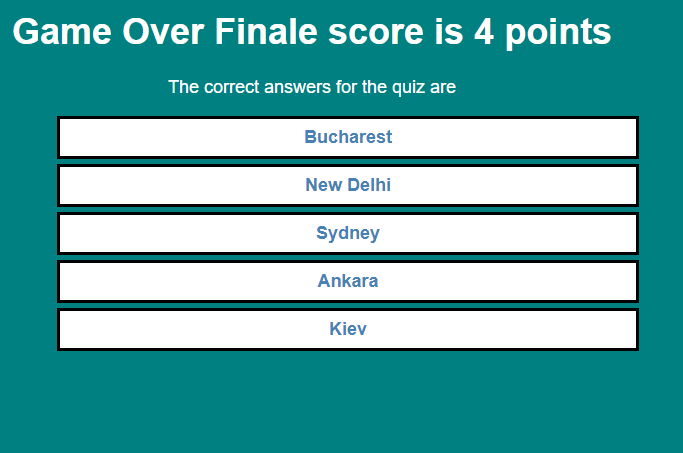 Game Over Finale score is 4 points
The correct answers for the quiz are
Bucharest
New Delhi
Sydney
Ankara
Kiev